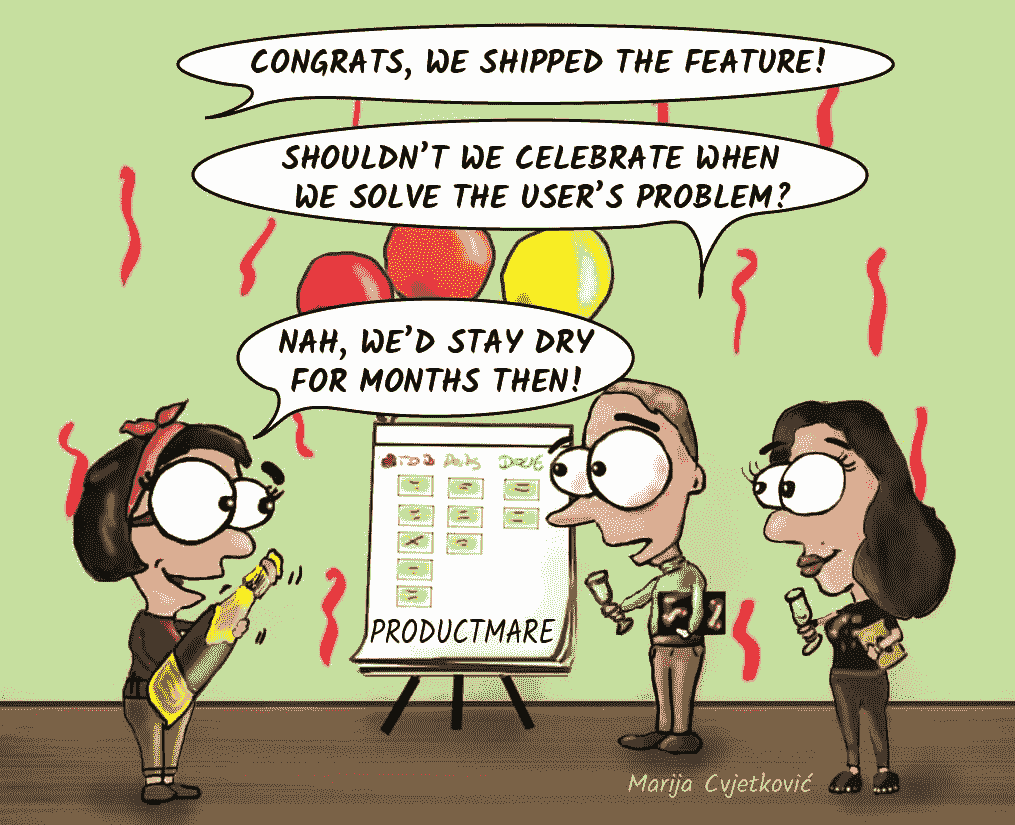 CONGRATS, WE SHIPPED THE FEATURE!
SHOULDN'T WE CELEBRATE WHEN
WE SOLVE THE USER'S PROBLEM?
NAH, WE'D STAY DRY
FOR MONTHS THEN!
PRODUCTMARE
Marija Cvjetković